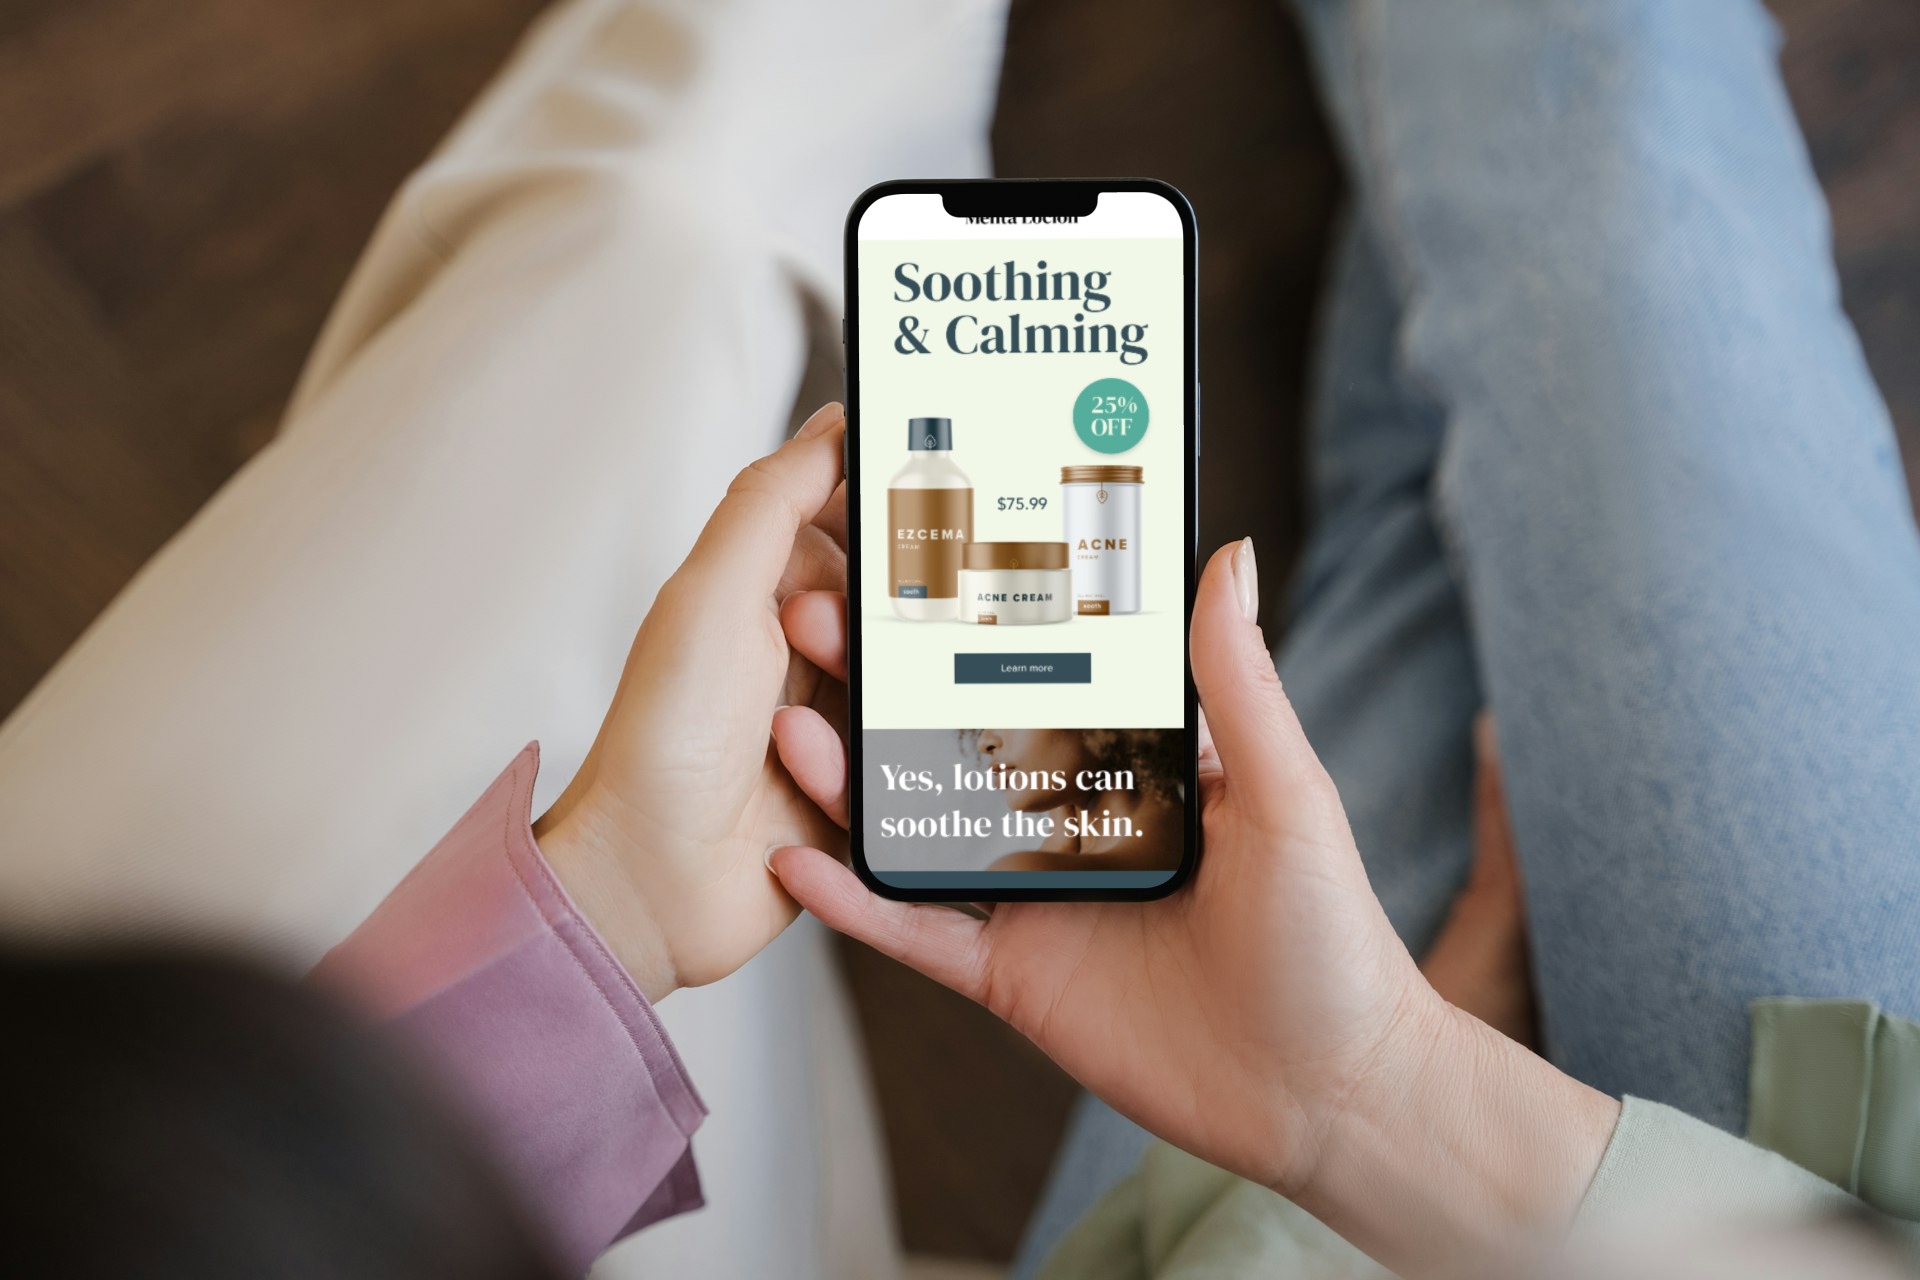 Menta Locion
Soothing
& Calming
25%
OFF
$75.99
EZCEMA
CREAM
sooth
ACNE CREAM
ACNE
CREAM
sooth
Learn more
Yes, lotions can
soothe the skin.